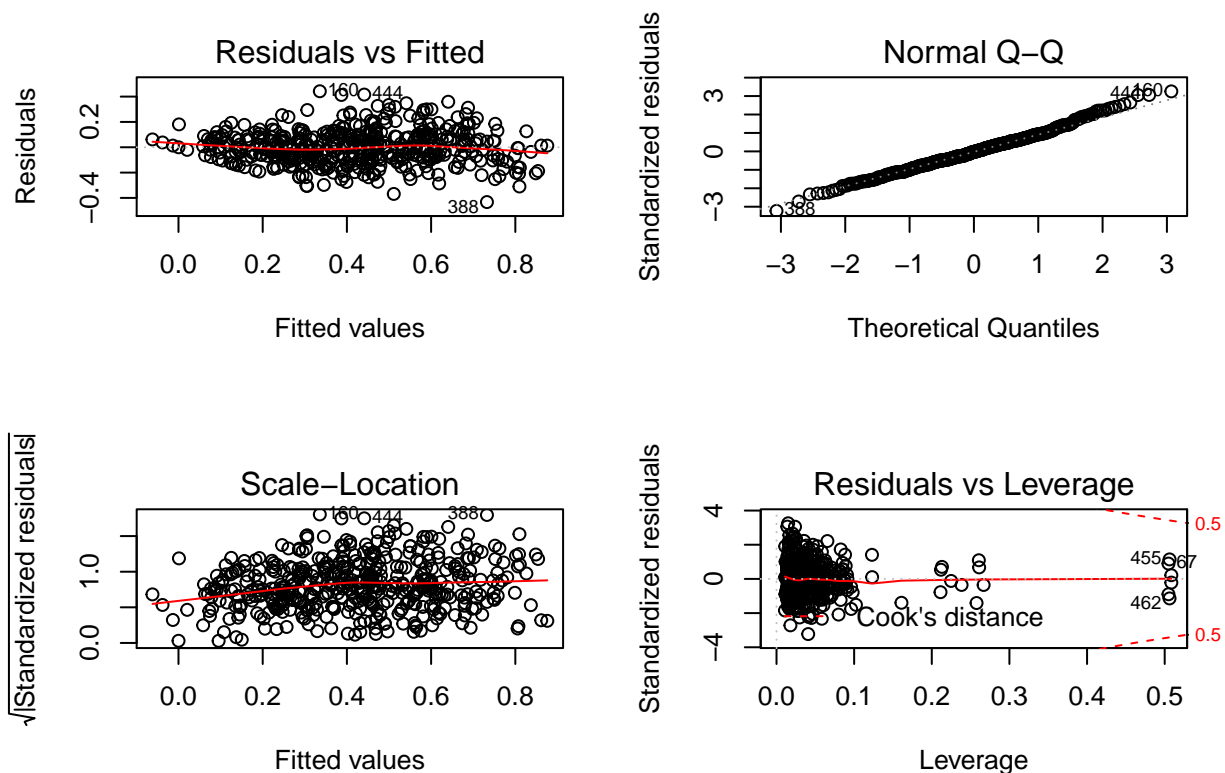 Residuals vs Fitted
Residuals
0.2
−0.4
160
444
388
0.0 0.2 0.4 0.6 0.8
Fitted values
Normal Q−Q
Standardized residuals
3
0
−3
444
160
388
−3 −2 −1 0 1 2 3
Theoretical Quantiles
Scale−Location
√|Standardized residuals|
1.0
0.0
160
444
388
0.0 0.2 0.4 0.6 0.8
Fitted values
Residuals vs Leverage
Standardized residuals
4
0
−4
0.5
455
462
Cook's distance
0.5
0.0 0.1 0.2 0.3 0.4 0.5
Leverage